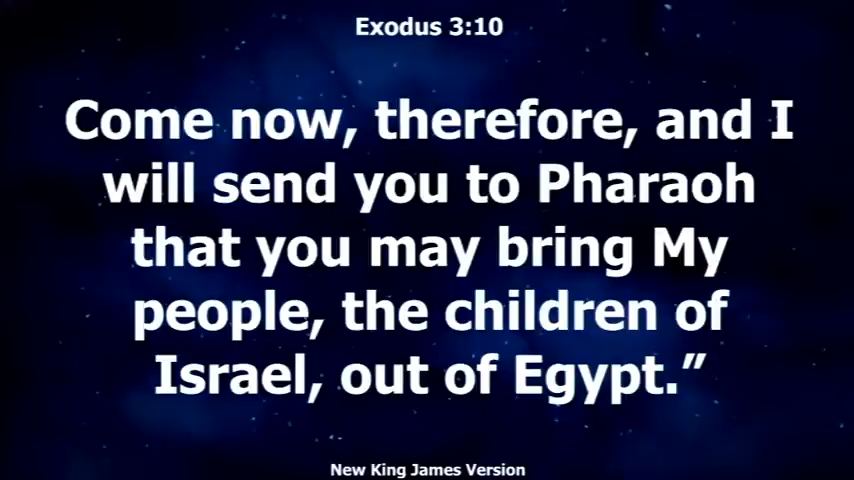 Exodus 3:10
Come now, therefore, and I
will send you to Pharaoh
that you may bring My
people, the children of
Israel, out of Egypt.”
New King James Version